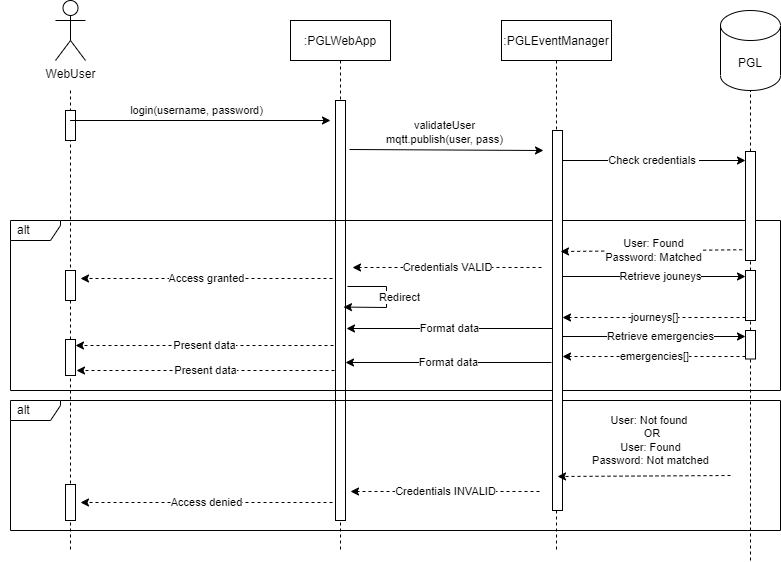 :PGLWebApp
:PGLEventManager
PGL
WebUser
login(username, password)
validateUser
mqtt.publish(user, pass)
Check credentials
alt
User: Found
Password: Matched
Credentials VALID
Access granted
Retrieve jouneys
Redirect
journeys[]
Format data
Retrieve emergencies
Present data
emergencies[]
Format data
Present data
alt
User: Not found
OR
User: Found
Password: Not matched
Credentials INVALID
Access denied